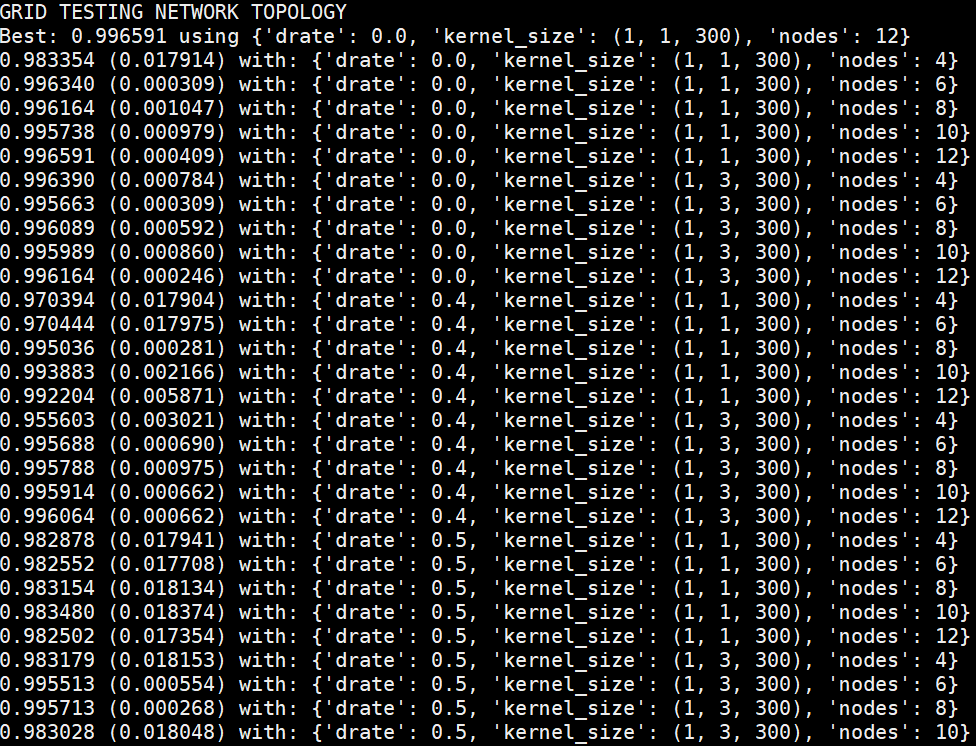 GRID TESTING NETWORK TOPOLOGY
Best: 0.996591 using {'drate': 0.0, 'kernel_size': (1, 1, 300), 'nodes': 12}
0.983354 (0.017914) with: {'drate': 0.0, 'kernel_size': (1, 1, 300), 'nodes': 4}
0.996340 (0.000309) with: {'drate': 0.0, 'kernel_size': (1, 1, 300), 'nodes': 6}
0.996164 (0.001047) with: {'drate': 0.0, 'kernel_size': (1, 1, 300), 'nodes': 8}
0.995738 (0.000979) with: {'drate': 0.0, 'kernel_size': (1, 1, 300), 'nodes': 10}
0.996591 (0.000409) with: {'drate': 0.0, 'kernel_size': (1, 1, 300), 'nodes': 12}
0.996390 (0.000784) with: {'drate': 0.0, 'kernel_size': (1, 3, 300), 'nodes': 4}
0.995663 (0.000309) with: {'drate': 0.0, 'kernel_size': (1, 3, 300), 'nodes': 6}
0.996089 (0.000592) with: {'drate': 0.0, 'kernel_size': (1, 3, 300), 'nodes': 8}
0.995989 (0.000860) with: {'drate': 0.0, 'kernel_size': (1, 3, 300), 'nodes': 10}
0.996164 (0.000246) with: {'drate': 0.0, 'kernel_size': (1, 3, 300), 'nodes': 12}
0.970394 (0.017904) with: {'drate': 0.4, 'kernel_size': (1, 1, 300), 'nodes': 4}
0.970444 (0.017975) with: {'drate': 0.4, 'kernel_size': (1, 1, 300), 'nodes': 6}
0.995036 (0.000281) with: {'drate': 0.4, 'kernel_size': (1, 1, 300), 'nodes': 8}
0.993883 (0.002166) with: {'drate': 0.4, 'kernel_size': (1, 1, 300), 'nodes': 10}
0.992204 (0.005871) with: {'drate': 0.4, 'kernel_size': (1, 1, 300), 'nodes': 12}
0.955603 (0.003021) with: {'drate': 0.4, 'kernel_size': (1, 3, 300), 'nodes': 4}
0.995688 (0.000690) with: {'drate': 0.4, 'kernel_size': (1, 3, 300), 'nodes': 6}
0.995788 (0.000975) with: {'drate': 0.4, 'kernel_size': (1, 3, 300), 'nodes': 8}
0.995914 (0.000662) with: {'drate': 0.4, 'kernel_size': (1, 3, 300), 'nodes': 10}
0.996064 (0.000662) with: {'drate': 0.4, 'kernel_size': (1, 3, 300), 'nodes': 12}
0.982878 (0.017941) with: {'drate': 0.5, 'kernel_size': (1, 1, 300), 'nodes': 4}
0.982552 (0.017708) with: {'drate': 0.5, 'kernel_size': (1, 1, 300), 'nodes': 6}
0.983154 (0.018134) with: {'drate': 0.5, 'kernel_size': (1, 1, 300), 'nodes': 8}
0.983480 (0.018374) with: {'drate': 0.5, 'kernel_size': (1, 1, 300), 'nodes': 10}
0.982502 (0.017354) with: {'drate': 0.5, 'kernel_size': (1, 1, 300), 'nodes': 12}
0.983179 (0.018153) with: {'drate': 0.5, 'kernel_size': (1, 3, 300), 'nodes': 4}
0.995513 (0.000554) with: {'drate': 0.5, 'kernel_size': (1, 3, 300), 'nodes': 6}
0.995713 (0.000268) with: {'drate': 0.5, 'kernel_size': (1, 3, 300), 'nodes': 8}
0.983028 (0.018048) with: {'drate': 0.5, 'kernel_size': (1, 3, 300), 'nodes': 10}